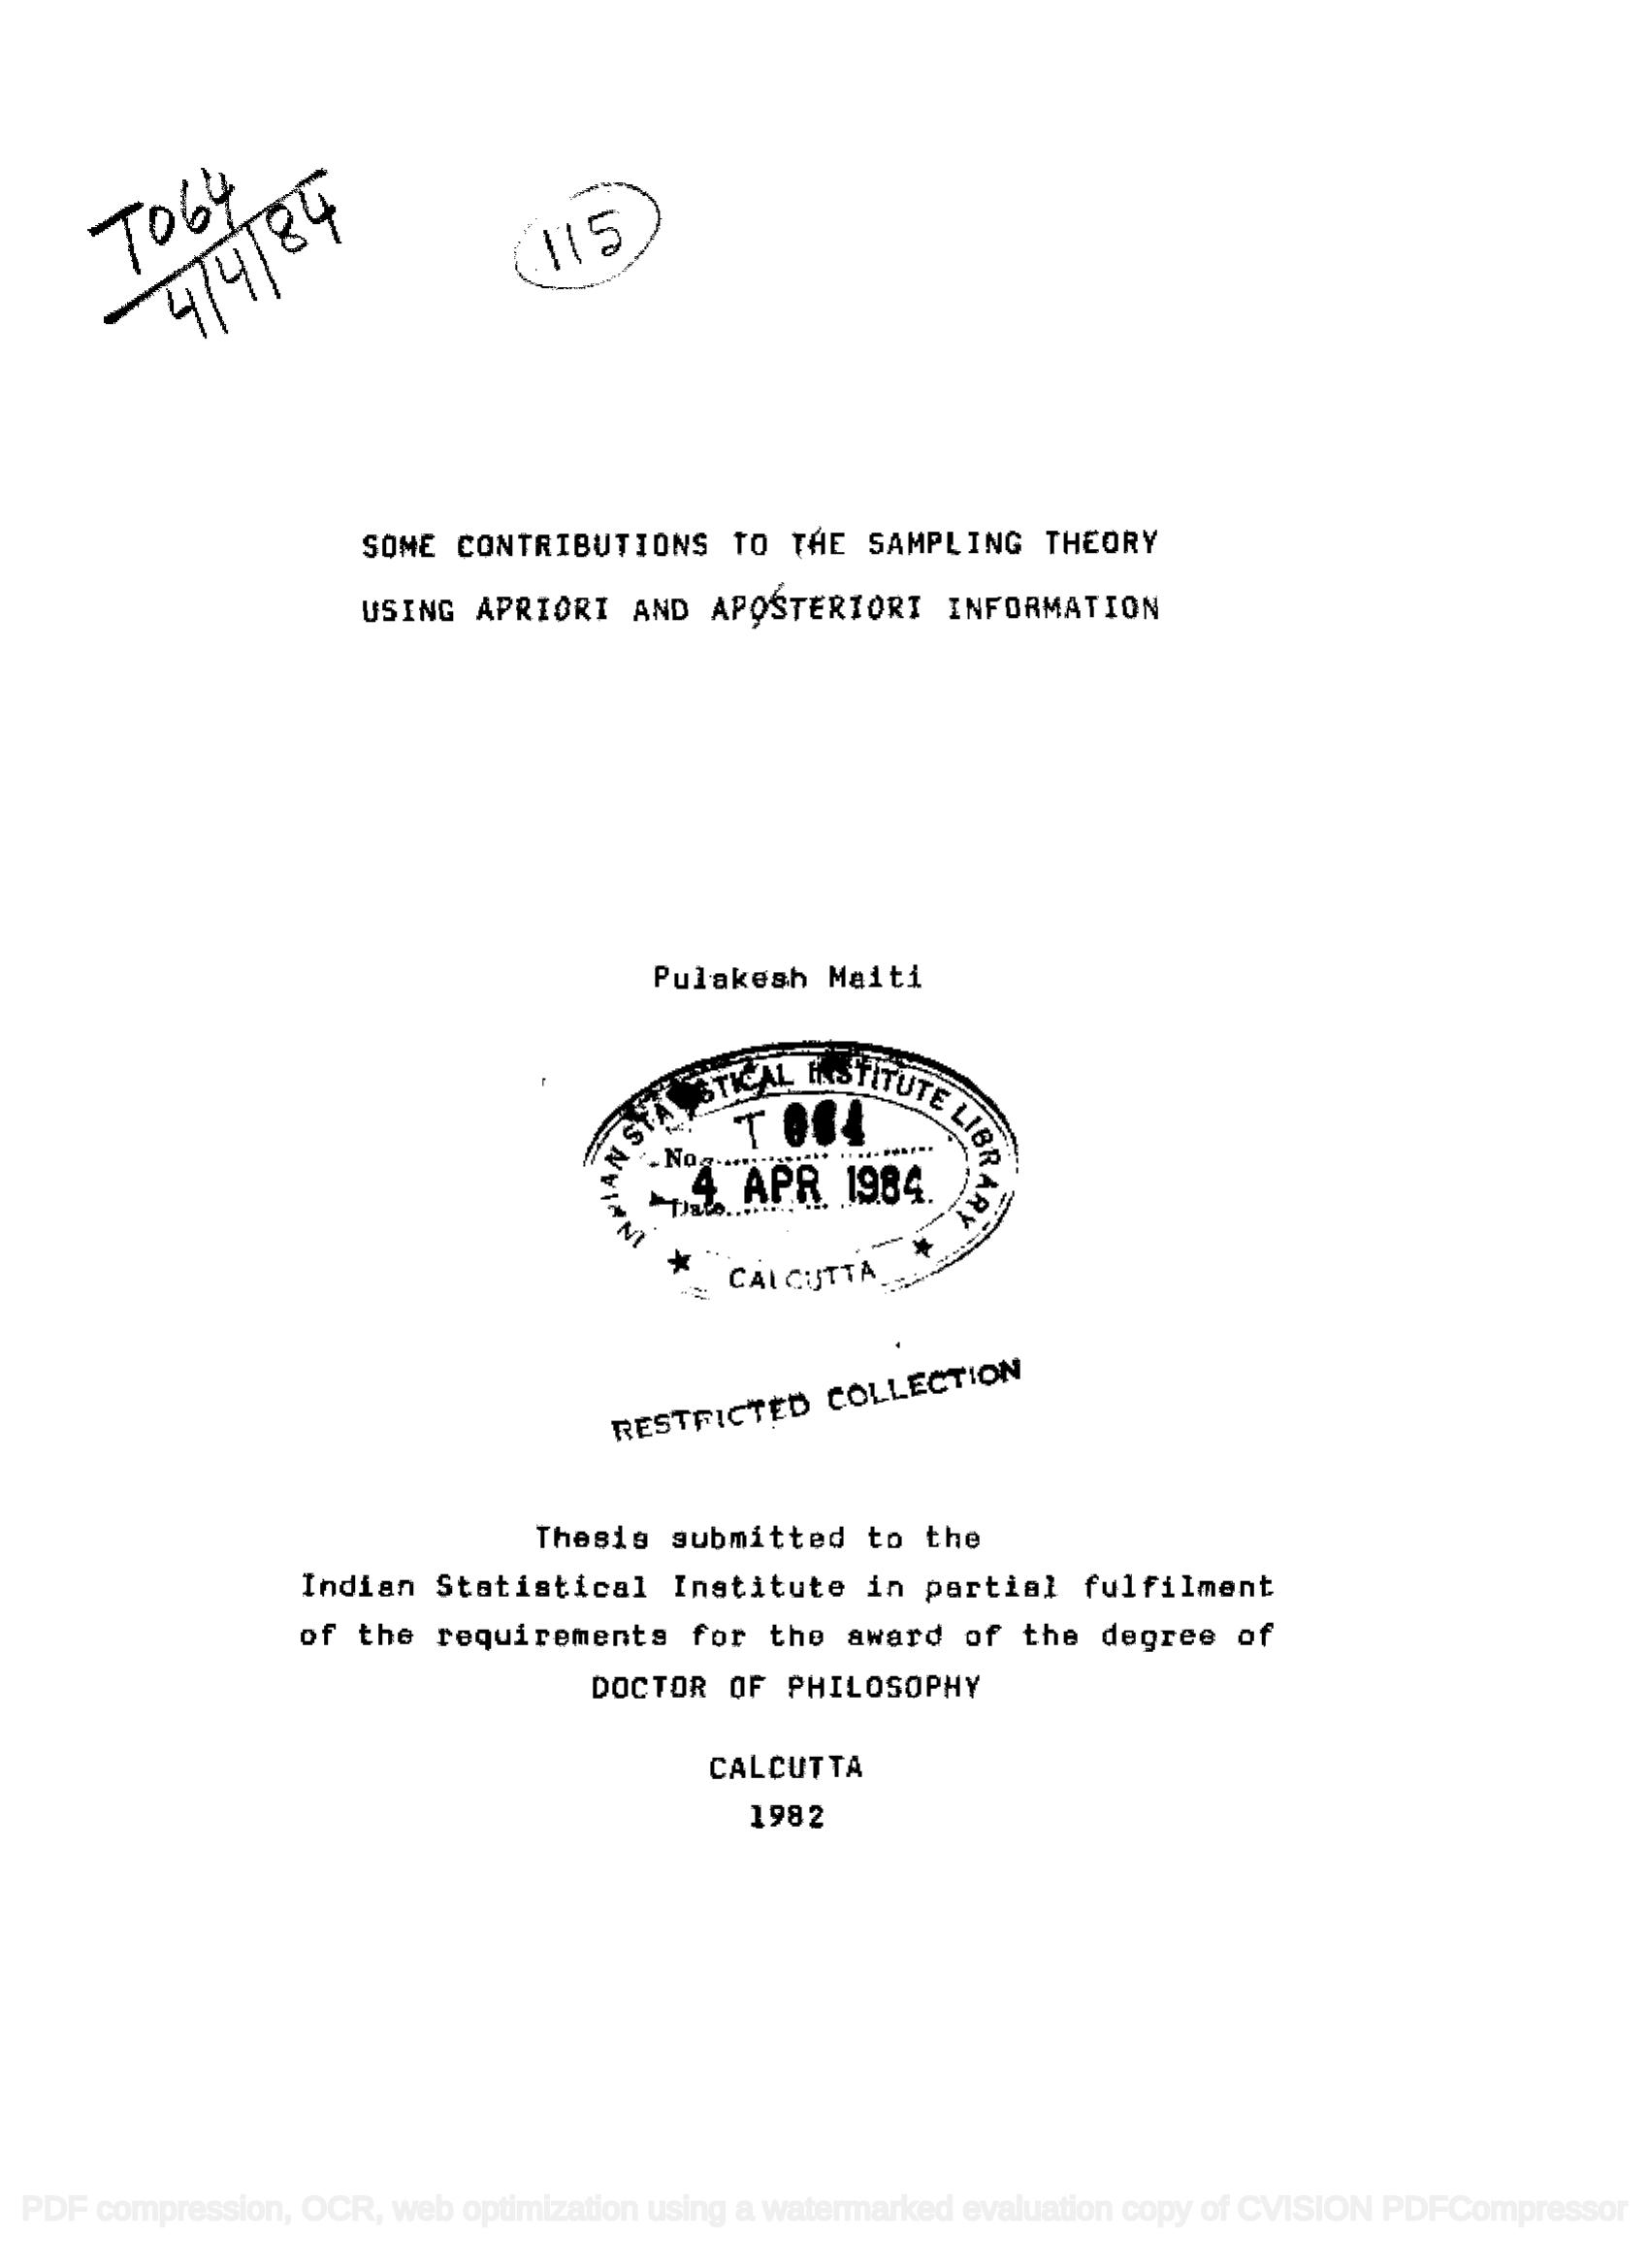 T064
4/4/84
115
SOME CONTRIBUTIONS TO THE SAMPLING THEORY
USING APRIORI AND APOSTERIORI INFORMATION
Pulakesh Maiti
INDIAN STATISTICAL INSTITUTE LIBRARY
No. T 064
Date 4 APR 1984
★ CALCUTTA ★
RESTRICTED COLLECTION
Thesis submitted to the
Indian Statistical Institute in partial fulfilment
of the requirements for the award of the degree of
DOCTOR OF PHILOSOPHY
CALCUTTA
1982
PDF compression, OCR, web optimization using a watermarked evaluation copy of CVISION PDFCompressor